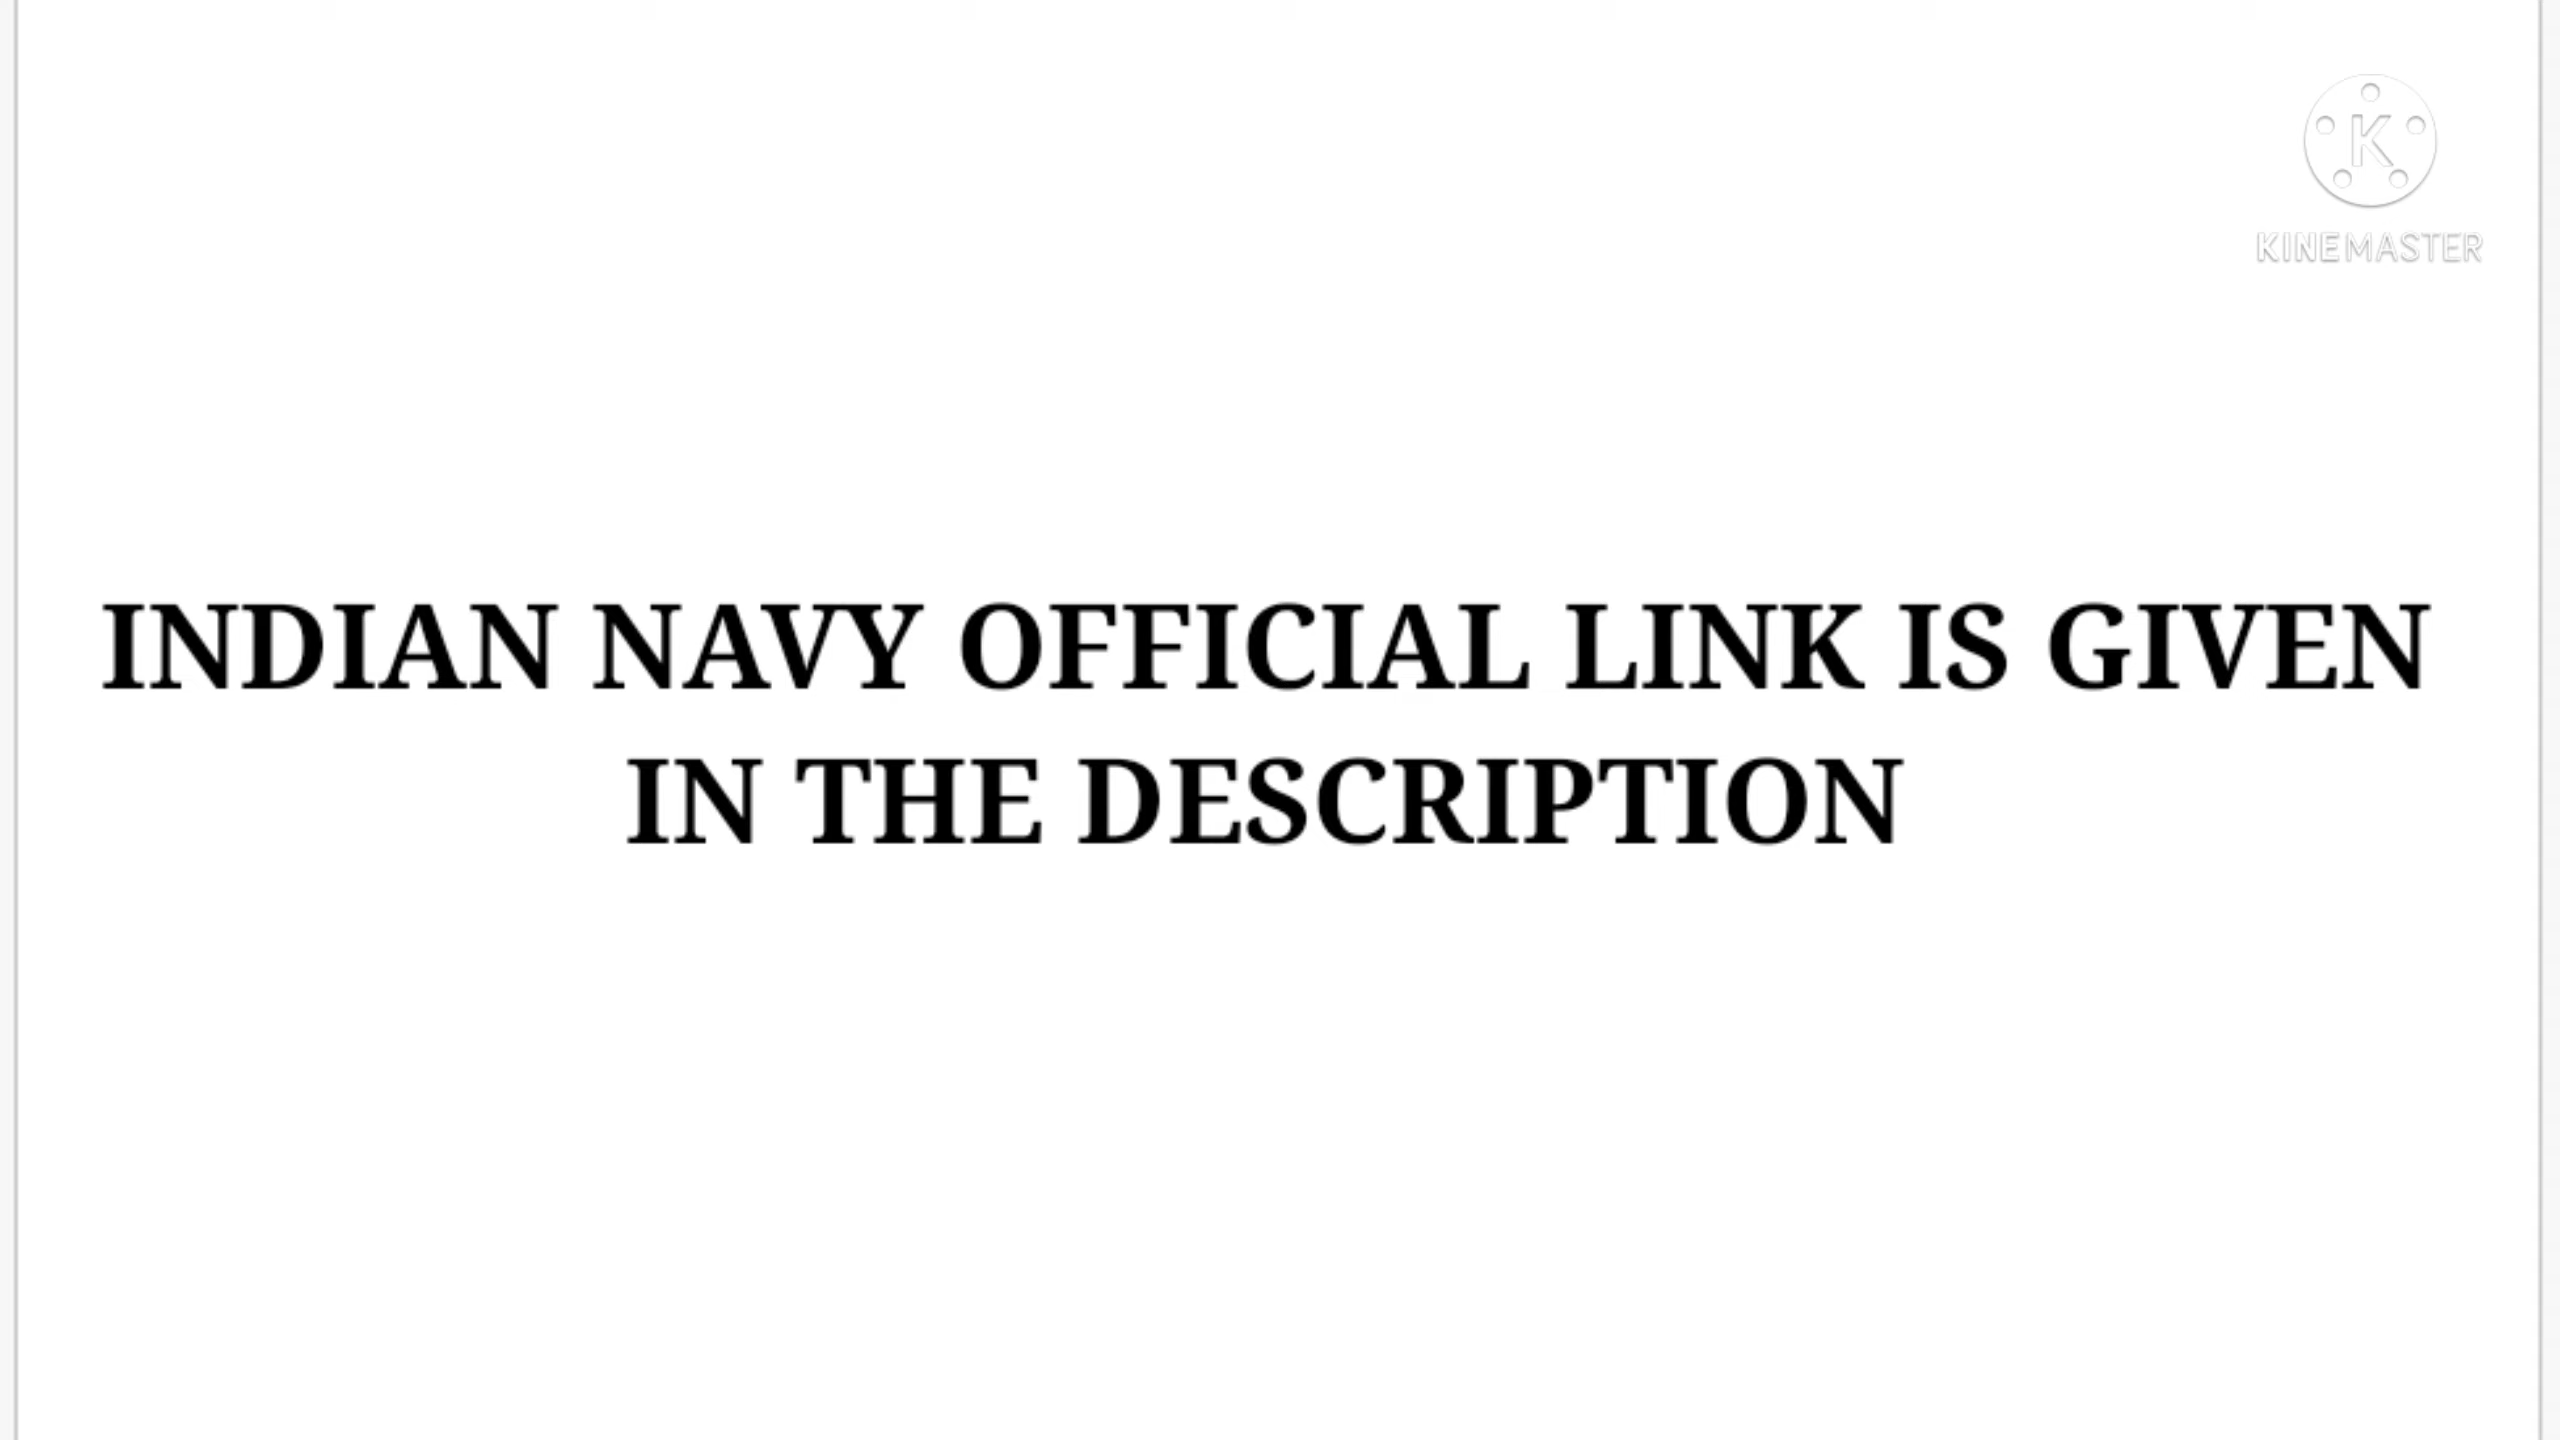 K
KINEMASTER
INDIAN NAVY OFFICIAL LINK IS GIVEN
IN THE DESCRIPTION